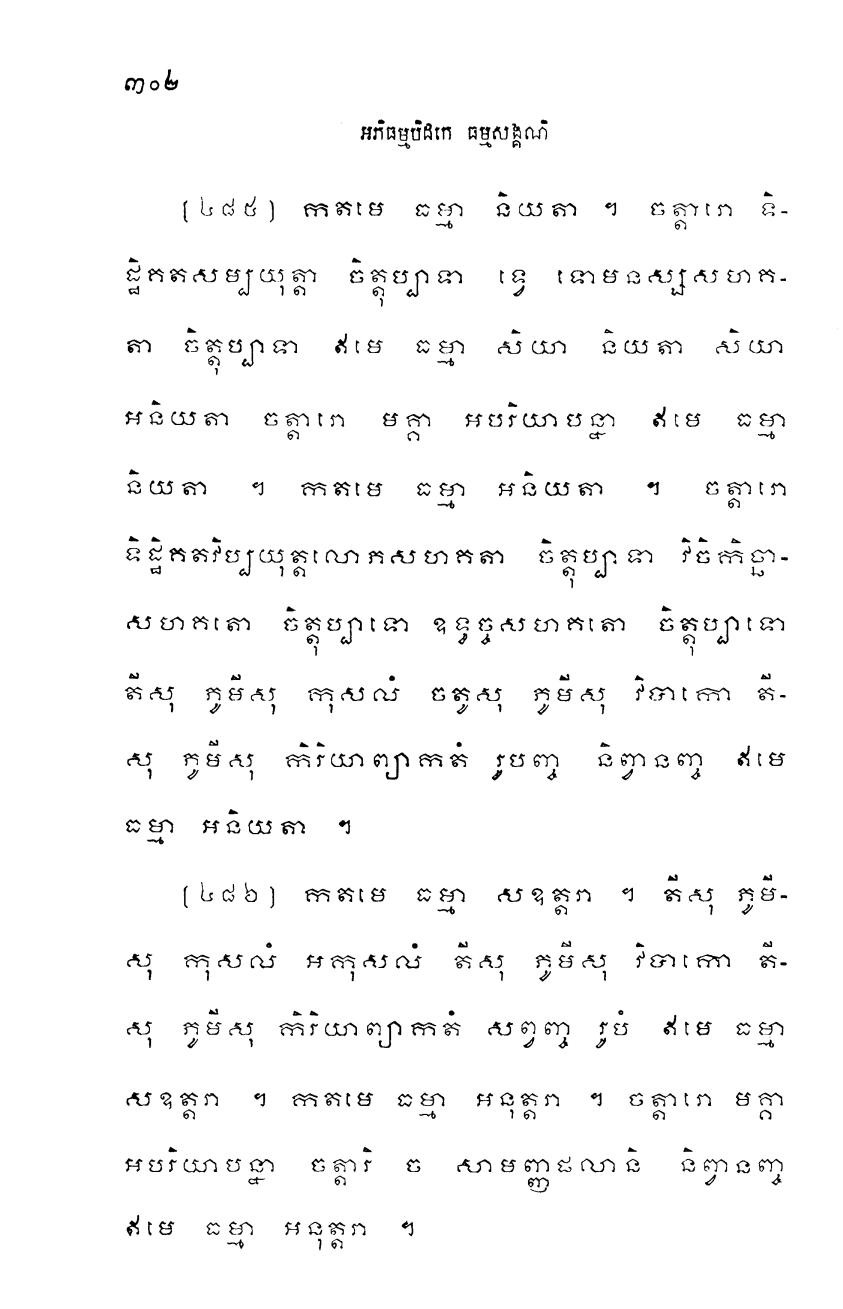 ៣០២
អភិធម្មបិដកេ ធម្មសង្គណិ
[៤៨៥] កតមេ ធម្មា និយតា ។ ចត្តារោ ទិ-
ដ្ឋិគតសម្បយុត្តា ចិត្តុប្បាទា ទ្វេ ទោមនស្សសហគ-
តា ចិត្តុប្បាទា ឥមេ ធម្មា សិយា និយតា សិយា
អនិយតា ចត្តារោ មគ្គា អបរិយាបន្នា ឥមេ ធម្មា
និយតា ។ កតមេ ធម្មា អនិយតា ។ ចត្តារោ
ទិដ្ឋិគតវិប្បយុត្តលោភសហគតា ចិត្តុប្បាទា វិចិកិច្ឆា-
សហគតោ ចិត្តុប្បាទោ ឧទ្ធច្ចសហគតោ ចិត្តុប្បាទោ
តីសុ ភូមីសុ កុសលំ ចតូសុ ភូមីសុ វិបាកោ តី-
សុ ភូមីសុ កិរិយាព្យាកតំ រូបញ្ច និព្វានញ្ច ឥមេ
ធម្មា អនិយតា ។
[៤៨៦] កតមេ ធម្មា សឧត្តរា ។ តីសុ ភូមី-
សុ កុសលំ អកុសលំ តីសុ ភូមីសុ វិបាកោ តី-
សុ ភូមីសុ កិរិយាព្យាកតំ សព្វញ្ច រូបំ ឥមេ ធម្មា
សឧត្តរា ។ កតមេ ធម្មា អនុត្តរា ។ ចត្តារោ មគ្គា
អបរិយាបន្នា ចត្តារិ ច សាមញ្ញផលានិ និព្វានញ្ច
ឥមេ ធម្មា អនុត្តរា ។